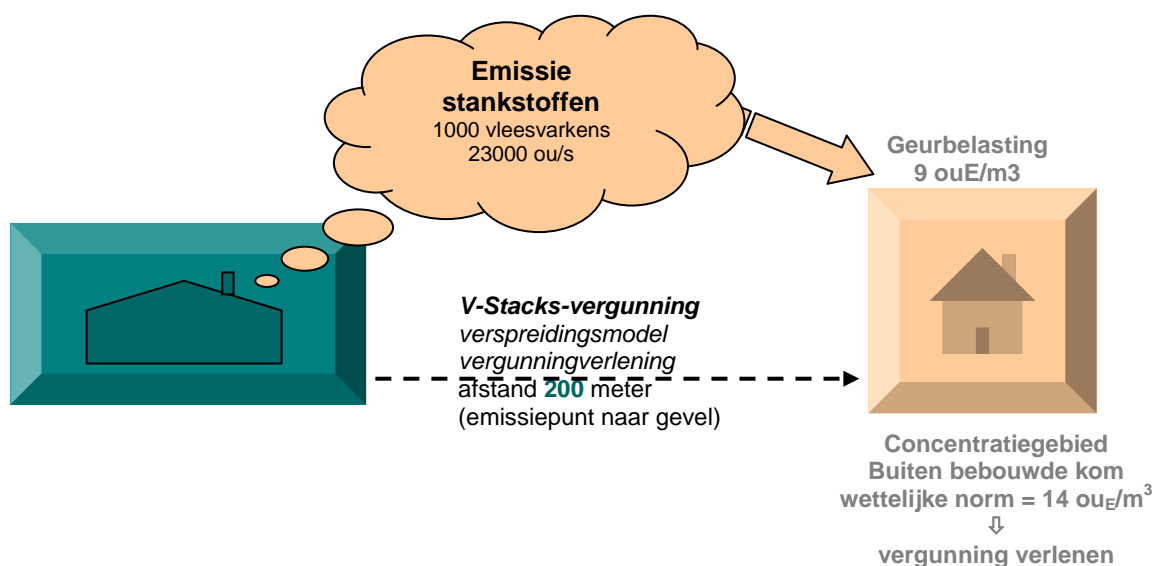 Emissie
stankstoffen
1000 vleesvarkens
23000 ou/s
Geurbelasting
9 ouE/m3
V-Stacks-vergunning
verspreidingsmodel
vergunningverlening
afstand 200 meter
(emissiepunt naar gevel)
Concentratiegebied
Buiten bebouwde kom
wettelijke norm = 14 ouE/m³
⇩
vergunning verlenen